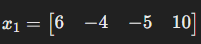 x₁ = [6 −4 −5 10]